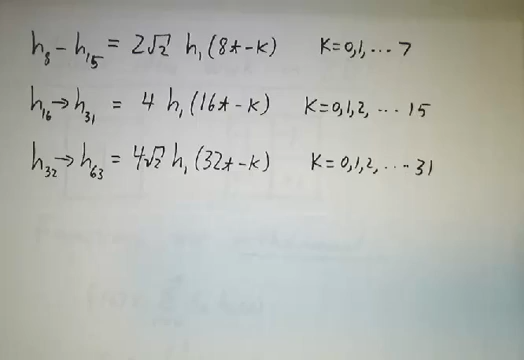 h₈ – h₁₅ = 2√2 h₁(8t–k) K=0,1,...7
h₁₆→h₃₁ = 4 h₁(16t–k) K=0,1,2,...15
h₃₂→h₆₃ = 4√2 h₁(32t–k) K=0,1,2,...31